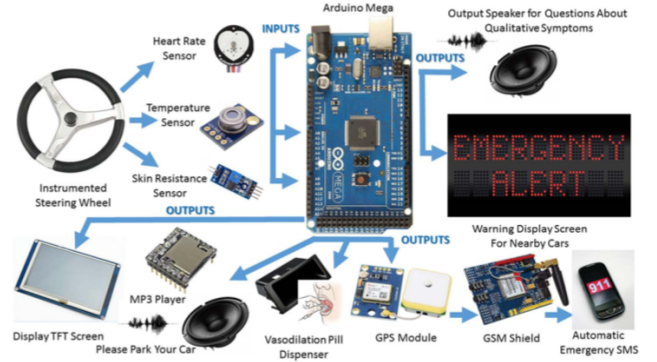 Arduino Mega
Output Speaker for Questions About
Qualitative Symptoms
Heart Rate
Sensor
INPUTS
OUTPUTS
Temperature
Sensor
EMERGENCY
ALERT
Skin Resistance
Sensor
ARDUINO
MEGA
Instrumented
Steering Wheel
OUTPUTS
Warning Display Screen
For Nearby Cars
OUTPUTS
MP3 Player
911
Display TFT Screen
Please Park Your Car
Vasodilation Pill
Dispenser
GPS Module
GSM Shield
Automatic
Emergency SMS